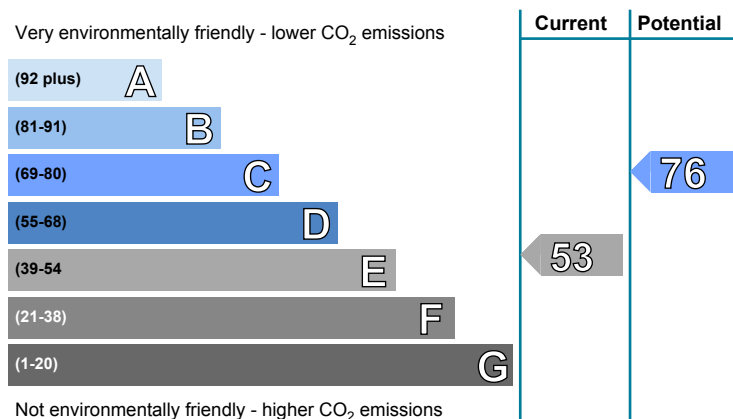 Very environmentally friendly - lower CO2 emissions
Current Potential
(92 plus) A
(81-91) B
(69-80) C
76
(55-68) D
(39-54 E
53
(21-38) F
(1-20) G
Not environmentally friendly - higher CO2 emissions